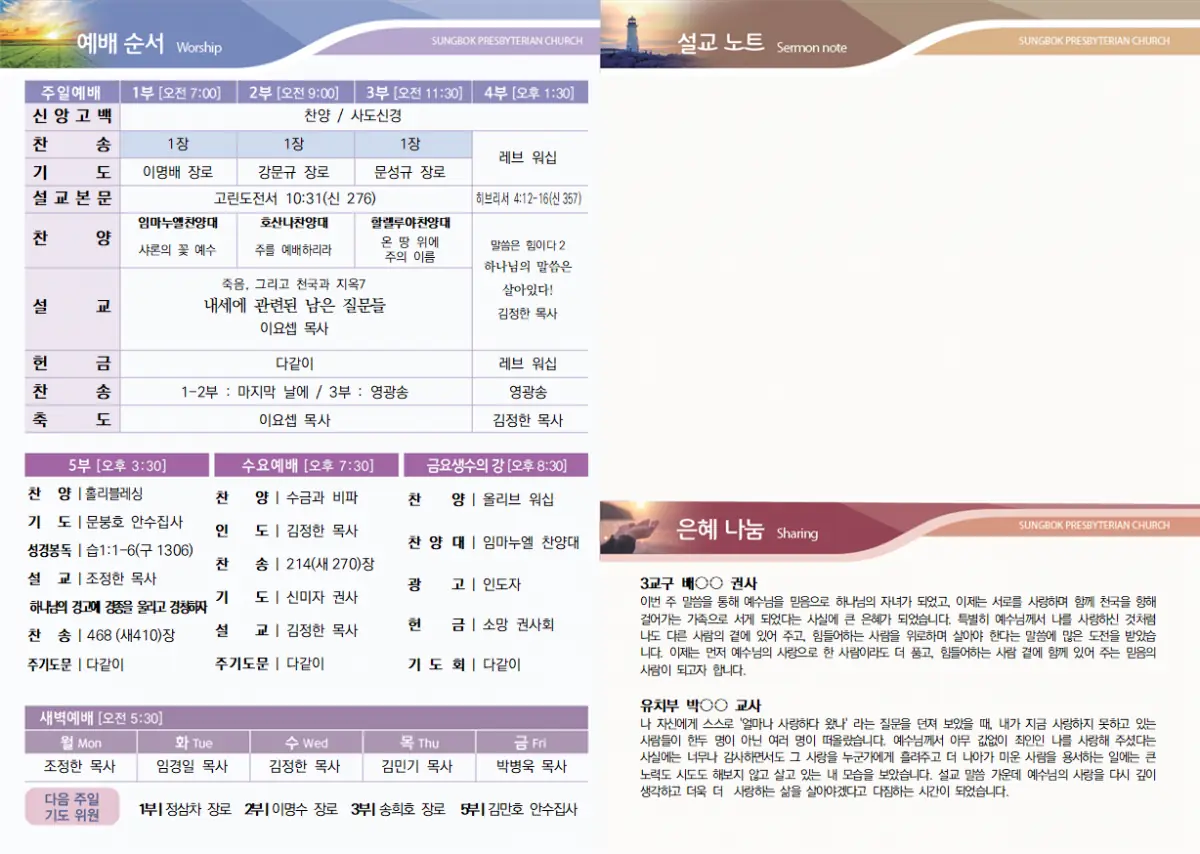 예배 순서 Worship
SUNGBOK PRESBYTERIAN CHURCH
주일예배 1부 [오전 7:00] 2부 [오전 9:00] 3부 [오전 11:30] 4부 [오후 1:30]
신앙고백 찬양 / 사도신경
찬 송 1장 1장 1장 레브 워십
기 도 이명배 장로 강문규 장로 문성규 장로
설교본문 고린도전서 10:31(신 276) 히브리서 4:12-16(신 357)
찬 양 임마누엘찬양대 호산나찬양대 할렐루야찬양대
샤론의 꽃 예수 주를 예배하리라 온 땅 위에
주의 이름
말씀은 힘이다 2
하나님의 말씀은
살아있다!
김정한 목사
설 교 죽음, 그리고 천국과 지옥7
내세에 관련된 남은 질문들
이요셉 목사
헌 금 다같이 레브 워십
찬 송 1-2부 : 마지막 날에 / 3부 : 영광송 영광송
축 도 이요셉 목사 김정한 목사
5부 [오후 3:30]
찬 양 | 홀리블레싱
기 도 | 문봉호 안수집사
성경봉독 | 습1:1-6(구 1306)
설 교 | 조정한 목사
하나님의 경고에 경종을 울리고 경청하자
찬 송 | 468 (새410)장
주기도문 | 다같이
수요예배 [오후 7:30]
찬 양 | 수금과 비파
인 도 | 김정한 목사
찬 송 | 214(새 270)장
기 도 | 신미자 권사
설 교 | 김정한 목사
주기도문 | 다같이
금요생수의 강 [오후 8:30]
찬 양 | 올리브 워십
찬 양 대 | 임마누엘 찬양대
광 고 | 인도자
헌 금 | 소망 권사회
기 도 회 | 다같이
새벽예배 [오전 5:30]
월 Mon 화 Tue 수 Wed 목 Thu 금 Fri
조정한 목사 임경일 목사 김정한 목사 김민기 목사 박병욱 목사
다음 주일
기도 위원
1부| 정삼차 장로 2부| 이명수 장로 3부| 송희호 장로 5부| 김만호 안수집사
설교 노트 Sermon note
SUNGBOK PRESBYTERIAN CHURCH
은혜 나눔 Sharing
SUNGBOK PRESBYTERIAN CHURCH
3교구 배○○ 권사
이번 주 말씀을 통해 예수님을 믿음으로 하나님의 자녀가 되었고, 이제는 서로를 사랑하며 함께 천국을 향해
걸어가는 가족으로 서게 되었다는 사실에 큰 은혜가 되었습니다. 특별히 예수님께서 나를 사랑하신 것처럼
나도 다른 사람의 곁에 있어 주고, 힘들어하는 사람을 위로하며 살아야 한다는 말씀에 많은 도전을 받았습
니다. 이제는 먼저 예수님의 사랑으로 한 사람이라도 더 품고, 힘들어하는 사람 곁에 함께 있어 주는 믿음의
사람이 되고자 합니다.
유치부 박○○ 교사
나 자신에게 스스로 '얼마나 사랑하다 왔나' 라는 질문을 던져 보았을 때, 내가 지금 사랑하지 못하고 있는
사람들이 한두 명이 아닌 여러 명이 떠올랐습니다. 예수님께서 아무 값없이 죄인인 나를 사랑해 주셨다는
사실에는 너무나 감사하면서도 그 사랑을 누군가에게 흘려주고 더 나아가 미운 사람을 용서하는 일에는 큰
노력도 시도도 해보지 않고 살고 있는 내 모습을 보았습니다. 설교 말씀 가운데 예수님의 사랑을 다시 깊이
생각하고 더욱 더 사랑하는 삶을 살아야겠다고 다짐하는 시간이 되었습니다.